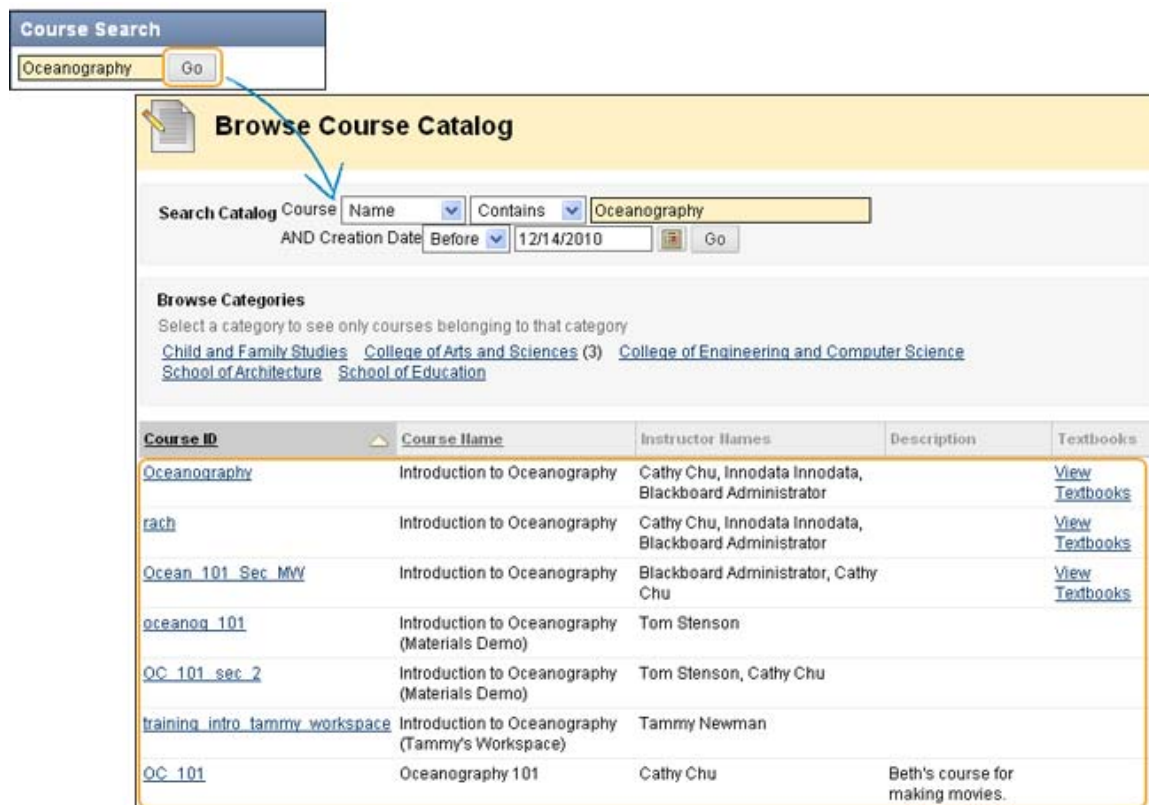 Course Search
Oceanography Go
Browse Course Catalog
Search Catalog Course Name Contains Oceanography
AND Creation Date Before 12/14/2010 Go
Browse Categories
Select a category to see only courses belonging to that category
Child and Family Studies College of Arts and Sciences (3) College of Engineering and Computer Science
School of Architecture School of Education
Course ID Course Name Instructor Names Description Textbooks
Oceanography Introduction to Oceanography Cathy Chu, Innodata Innodata, View
Blackboard Administrator Textbooks
rach Introduction to Oceanography Cathy Chu, Innodata Innodata, View
Blackboard Administrator Textbooks
Ocean_101_Sec_MW Introduction to Oceanography Blackboard Administrator, Cathy View
Chu Textbooks
oceanog_101 Introduction to Oceanography Tom Stenson
(Materials Demo)
OC_101_sec_2 Introduction to Oceanography Tom Stenson, Cathy Chu
(Materials Demo)
training_intro_tammy_workspace Introduction to Oceanography Tammy Newman
(Tammy's Workspace)
OC_101 Oceanography 101 Cathy Chu Beth's course for
making movies.